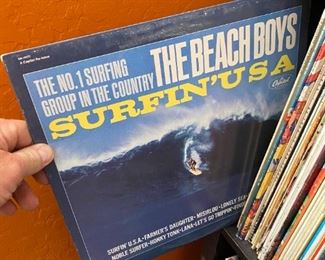 THE NO. 1 SURFING
GROUP IN THE COUNTRY
THE BEACH BOYS
SURFIN' USA
Capitol
SURFIN' U.S.A.•FARMER'S DAUGHTER•MISIRLOU•LONELY SEA
NOBLE SURFER•HONKY TONK•LANA•LET'S GO TRIPPIN'